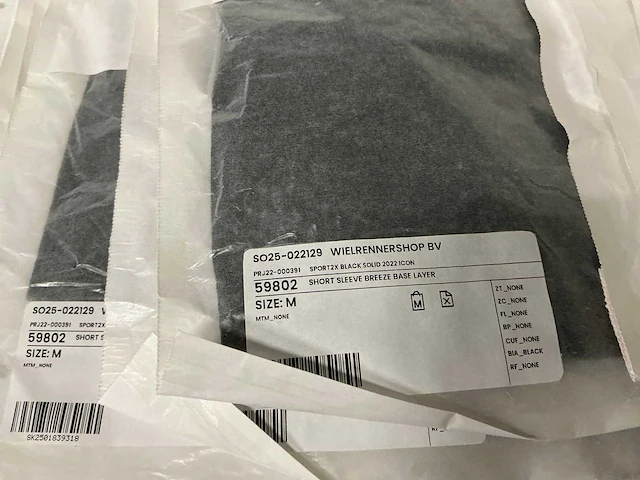 SO25-022129 WIELRENNERSHOP BV
PRJ22-000391 SPORT2X BLACK SOLID 2022 ICON
59802 SHORT SLEEVE BREEZE BASE LAYER
SIZE: M
M X
MTM_NONE
ZT_NONE
ZC_NONE
FL_NONE
BP_NONE
CUF_NONE
BIA_BLACK
RF_NONE
SO25-022129
PRJ22-000391 SPORT2X
59802 SHORT
SIZE: M
MTM_NONE
SK2501839318